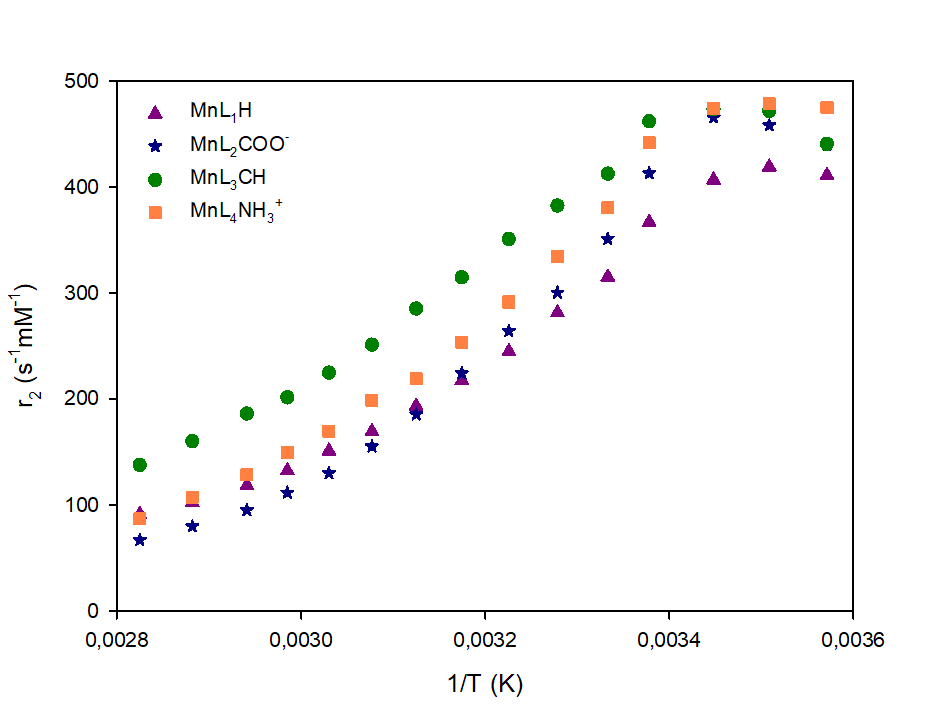 500
400
300
200
100
0
r₂ (s⁻¹mM⁻¹)
MnL₁H
MnL₂COO⁻
MnL₃CH
MnL₄NH₃⁺
0,0028 0,0030 0,0032 0,0034 0,0036
1/T (K)